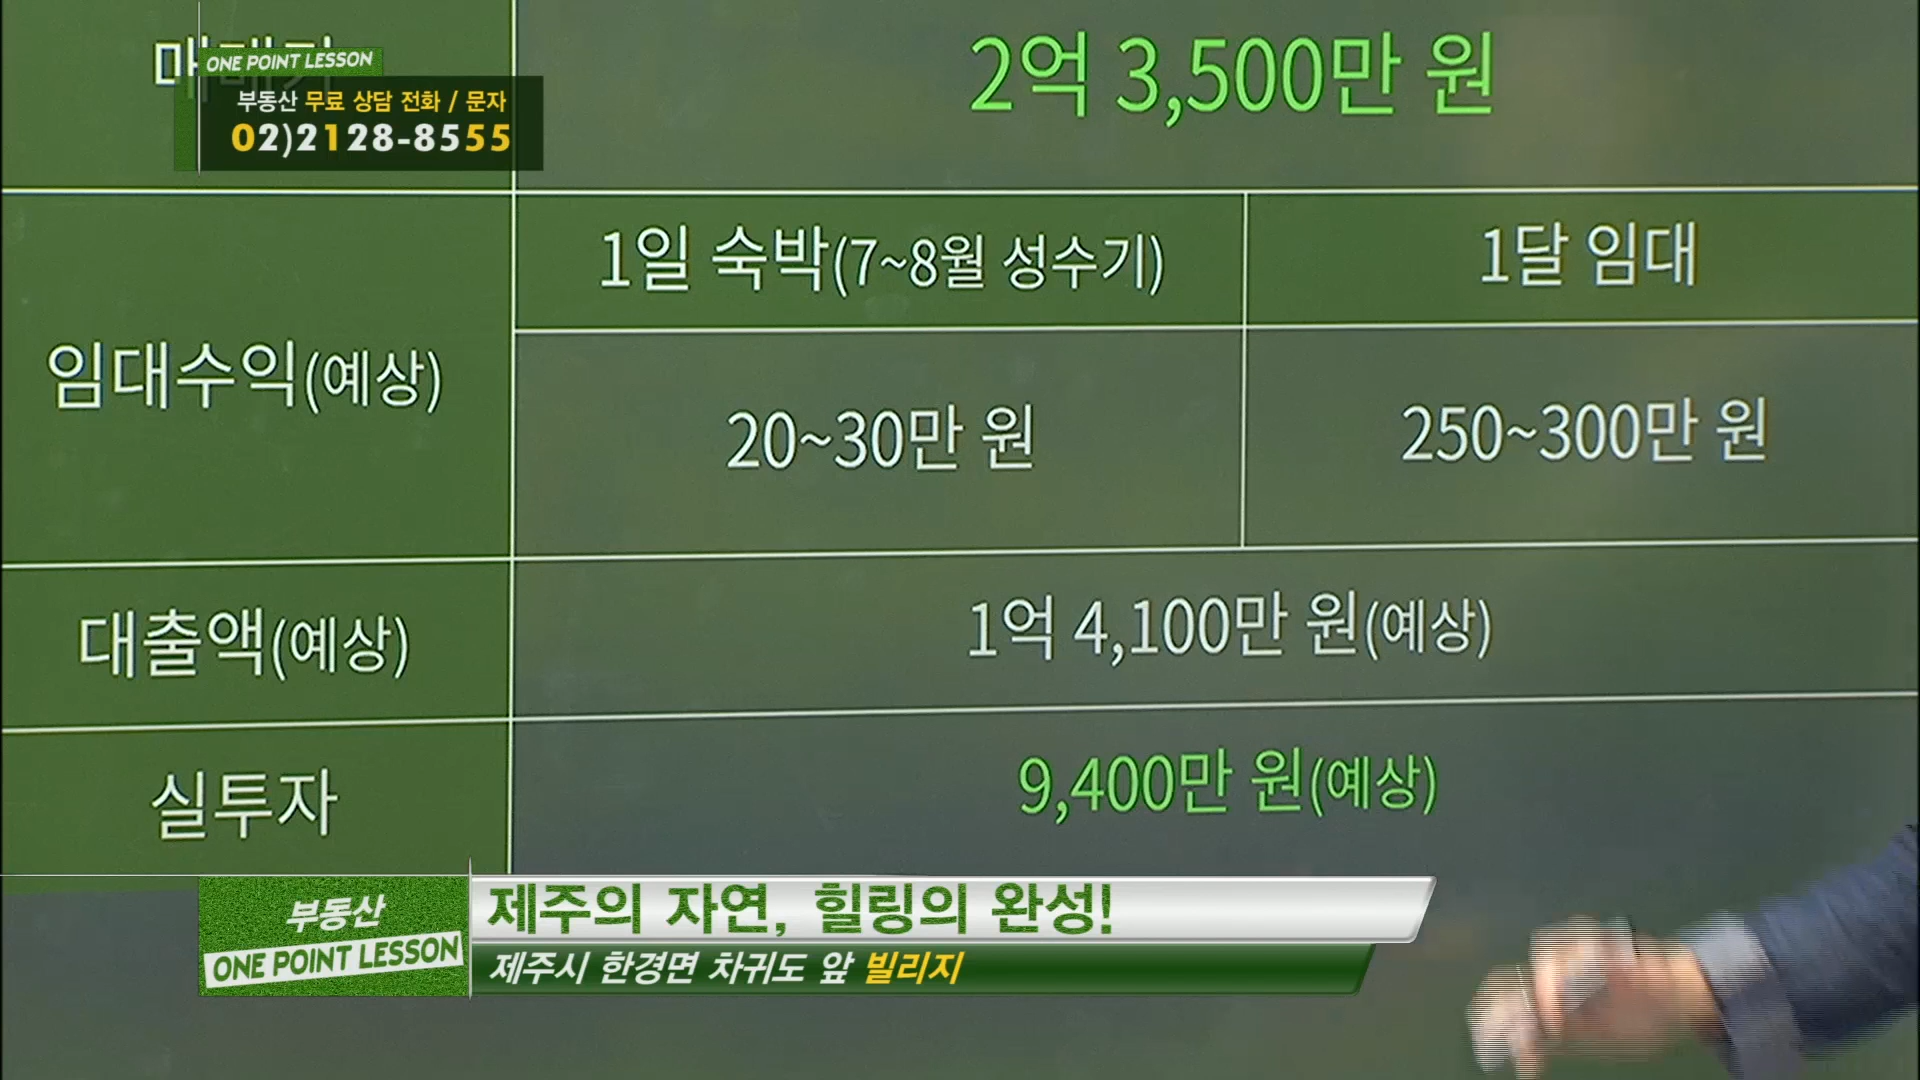 ONE POINT LESSON
부동산 무료 상담 전화 / 문자
02)2128-8555
2억 3,500만 원
임대수익(예상)
1일 숙박(7~8월 성수기)
1달 임대
20~30만 원
250~300만 원
대출액(예상)
1억 4,100만 원(예상)
실투자
9,400만 원(예상)
부동산
ONE POINT LESSON
제주의 자연, 힐링의 완성!
제주시 한경면 차귀도 앞 빌리지